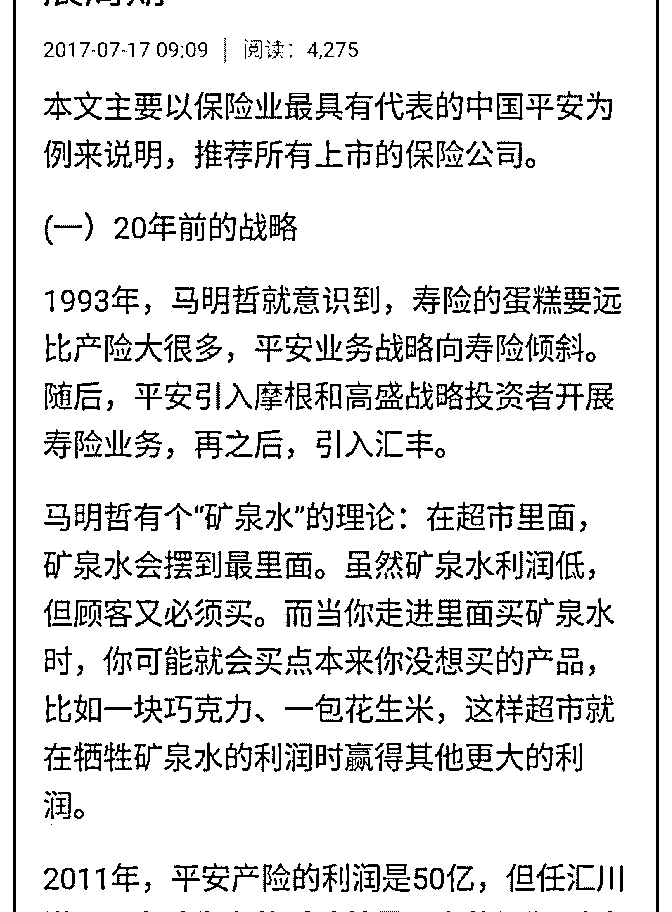 2017-07-17 09:09 | 阅读：4,275
本文主要以保险业最具有代表的中国平安为
例来说明，推荐所有上市的保险公司。
(一）20年前的战略
1993年，马明哲就意识到，寿险的蛋糕要远
比产险大很多，平安业务战略向寿险倾斜。
随后，平安引入摩根和高盛战略投资者开展
寿险业务，再之后，引入汇丰。
马明哲有个“矿泉水”的理论：在超市里面，
矿泉水会摆到最里面。虽然矿泉水利润低，
但顾客又必须买。而当你走进里面买矿泉水
时，你可能就会买点本来你没想买的产品，
比如一块巧克力、一包花生米，这样超市就
在牺牲矿泉水的利润时赢得其他更大的利
润。
2011年，平安产险的利润是50亿，但任汇川